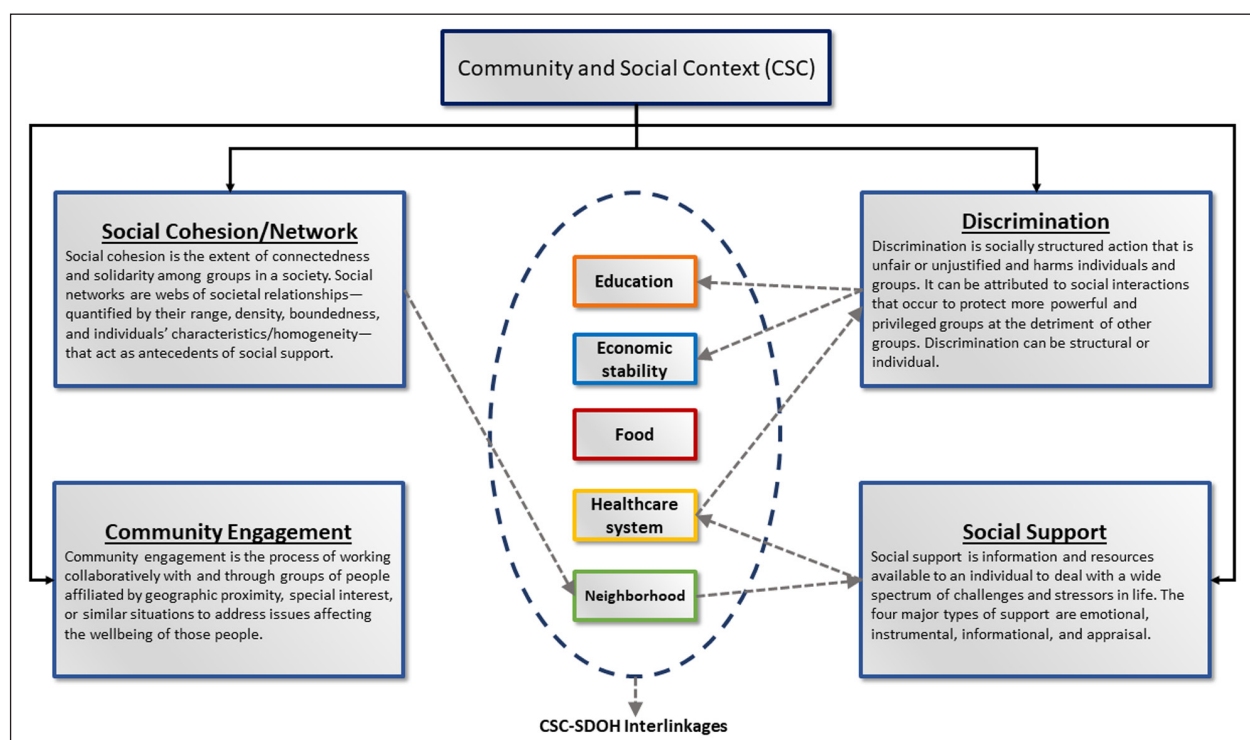 Community and Social Context (CSC)
Social Cohesion/Network
Social cohesion is the extent of connectedness
and solidarity among groups in a society. Social
networks are webs of societal relationships—
quantified by their range, density, boundedness,
and individuals’ characteristics/homogeneity—
that act as antecedents of social support.
Discrimination
Discrimination is socially structured action that is
unfair or unjustified and harms individuals and
groups. It can be attributed to social interactions
that occur to protect more powerful and
privileged groups at the detriment of other
groups. Discrimination can be structural or
individual.
Education
Economic
stability
Food
Healthcare
system
Neighborhood
Community Engagement
Community engagement is the process of working
collaboratively with and through groups of people
affiliated by geographic proximity, special interest,
or similar situations to address issues affecting
the wellbeing of those people.
Social Support
Social support is information and resources
available to an individual to deal with a wide
spectrum of challenges and stressors in life. The
four major types of support are emotional,
instrumental, informational, and appraisal.
CSC-SDOH Interlinkages